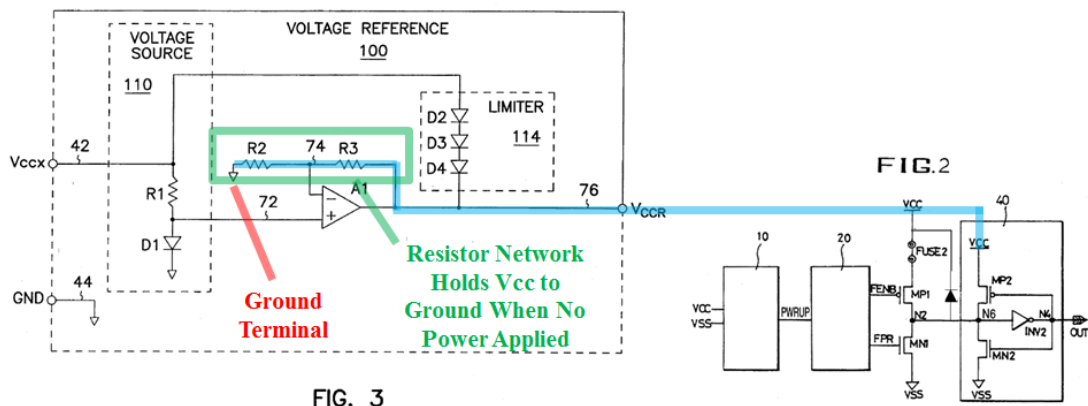 VOLTAGE
SOURCE
110
VOLTAGE REFERENCE
100
LIMITER
114
D2
D3
D4
VCCX
42
R2
74
R3
R1
A1
−
+
72
D1
76
VCCR
GND
44
Ground
Terminal
Resistor Network
Holds Vcc to
Ground When No
Power Applied
FIG. 3
FIG.2
VCC
40
10
20
FUSE2
VCC
FENB
MP1
MP2
VCC
VSS
PWRUP
N2
N6
N4
INV2
OUT
FPR
MN1
MN2
VSS
VSS